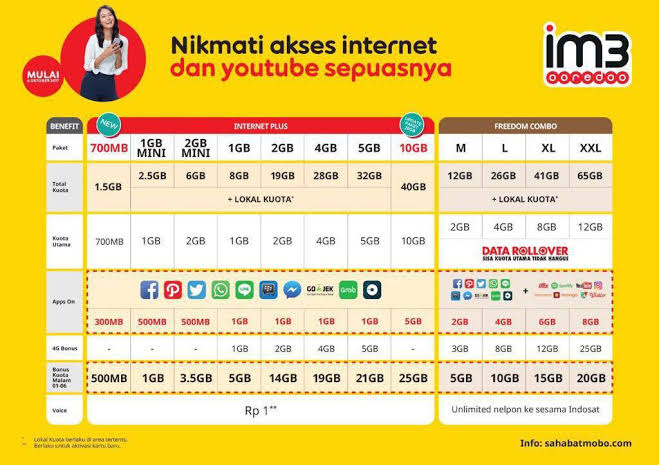 Nikmati akses internet
dan youtube sepuasnya
MULAI
im3
ooredoo
BENEFIT
NEW
INTERNET PLUS
FREEDOM COMBO
Paket 700MB 1GB MINI 2GB MINI 1GB 2GB 4GB 5GB 10GB M L XL XXL
Total Kuota 1.5GB 2.5GB 6GB 8GB 19GB 28GB 32GB 40GB 12GB 26GB 41GB 65GB
+ LOKAL KUOTA* + LOKAL KUOTA*
Kuota Utama 700MB 1GB 2GB 1GB 2GB 4GB 5GB 10GB 2GB 4GB 8GB 12GB
DATA ROLLOVER
SISA KUOTA UTAMA TIDAK HANGUS
Apps On
LINE
GO-JEK
Grab
+
Spotify
YouTube
300MB 500MB 500MB 1GB 1GB 1GB 1GB 5GB 2GB 4GB 6GB 8GB
4G Bonus - - - 1GB 2GB 4GB 5GB - 3GB 8GB 12GB 25GB
Bonus Kuota Malam 01-06 500MB 1GB 3.5GB 5GB 14GB 19GB 21GB 25GB 5GB 10GB 15GB 20GB
Voice Rp 1** Unlimited nelpon ke sesama Indosat
* Lokal Kuota berlaku di area tertentu.
** Berlaku untuk aktivasi kartu baru.
Info: sahabatmobo.com